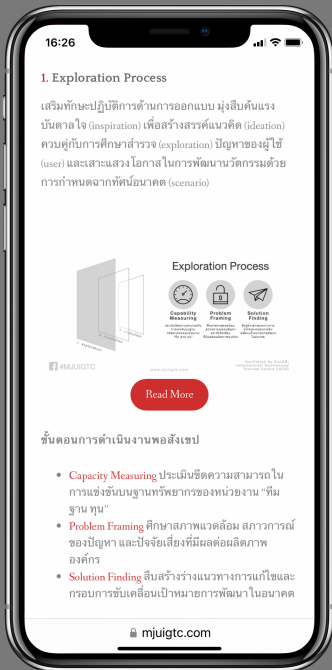 16:26
1. Exploration Process
เสริมทักษะปฏิบัติการด้านการออกแบบ มุ่งสืบค้นแรง
บันดาลใจ (inspiration) เพื่อสร้างสรรค์แนวคิด (ideation)
ควบคู่กับการศึกษาสำรวจ (exploration) ปัญหาของผู้ใช้
(user) และเสาะแสวงโอกาสในการพัฒนานวัตกรรมด้วย
การกำหนดฉากทัศน์อนาคต (scenario)
Exploration Process
Capability Measuring
Problem Framing
Solution Finding
#MJUIGTC
www.mjuigtc.com
Read More
ขั้นตอนการดำเนินงานพอสังเขป
Capacity Measuring ประเมินขีดความสามารถใน
การแข่งขันบนฐานทรัพยากรของหน่วยงาน “ทีม
ฐาน ทุน”
Problem Framing ศึกษาสภาพแวดล้อม สภาวการณ์
ของปัญหา และปัจจัยเสี่ยงที่มีผลต่อผลิตภาพ
องค์กร
Solution Finding สืบสร้างร่างแนวทางการแก้ไขและ
กรอบการขับเคลื่อนเป้าหมายการพัฒนาในอนาคต
mjuigtc.com